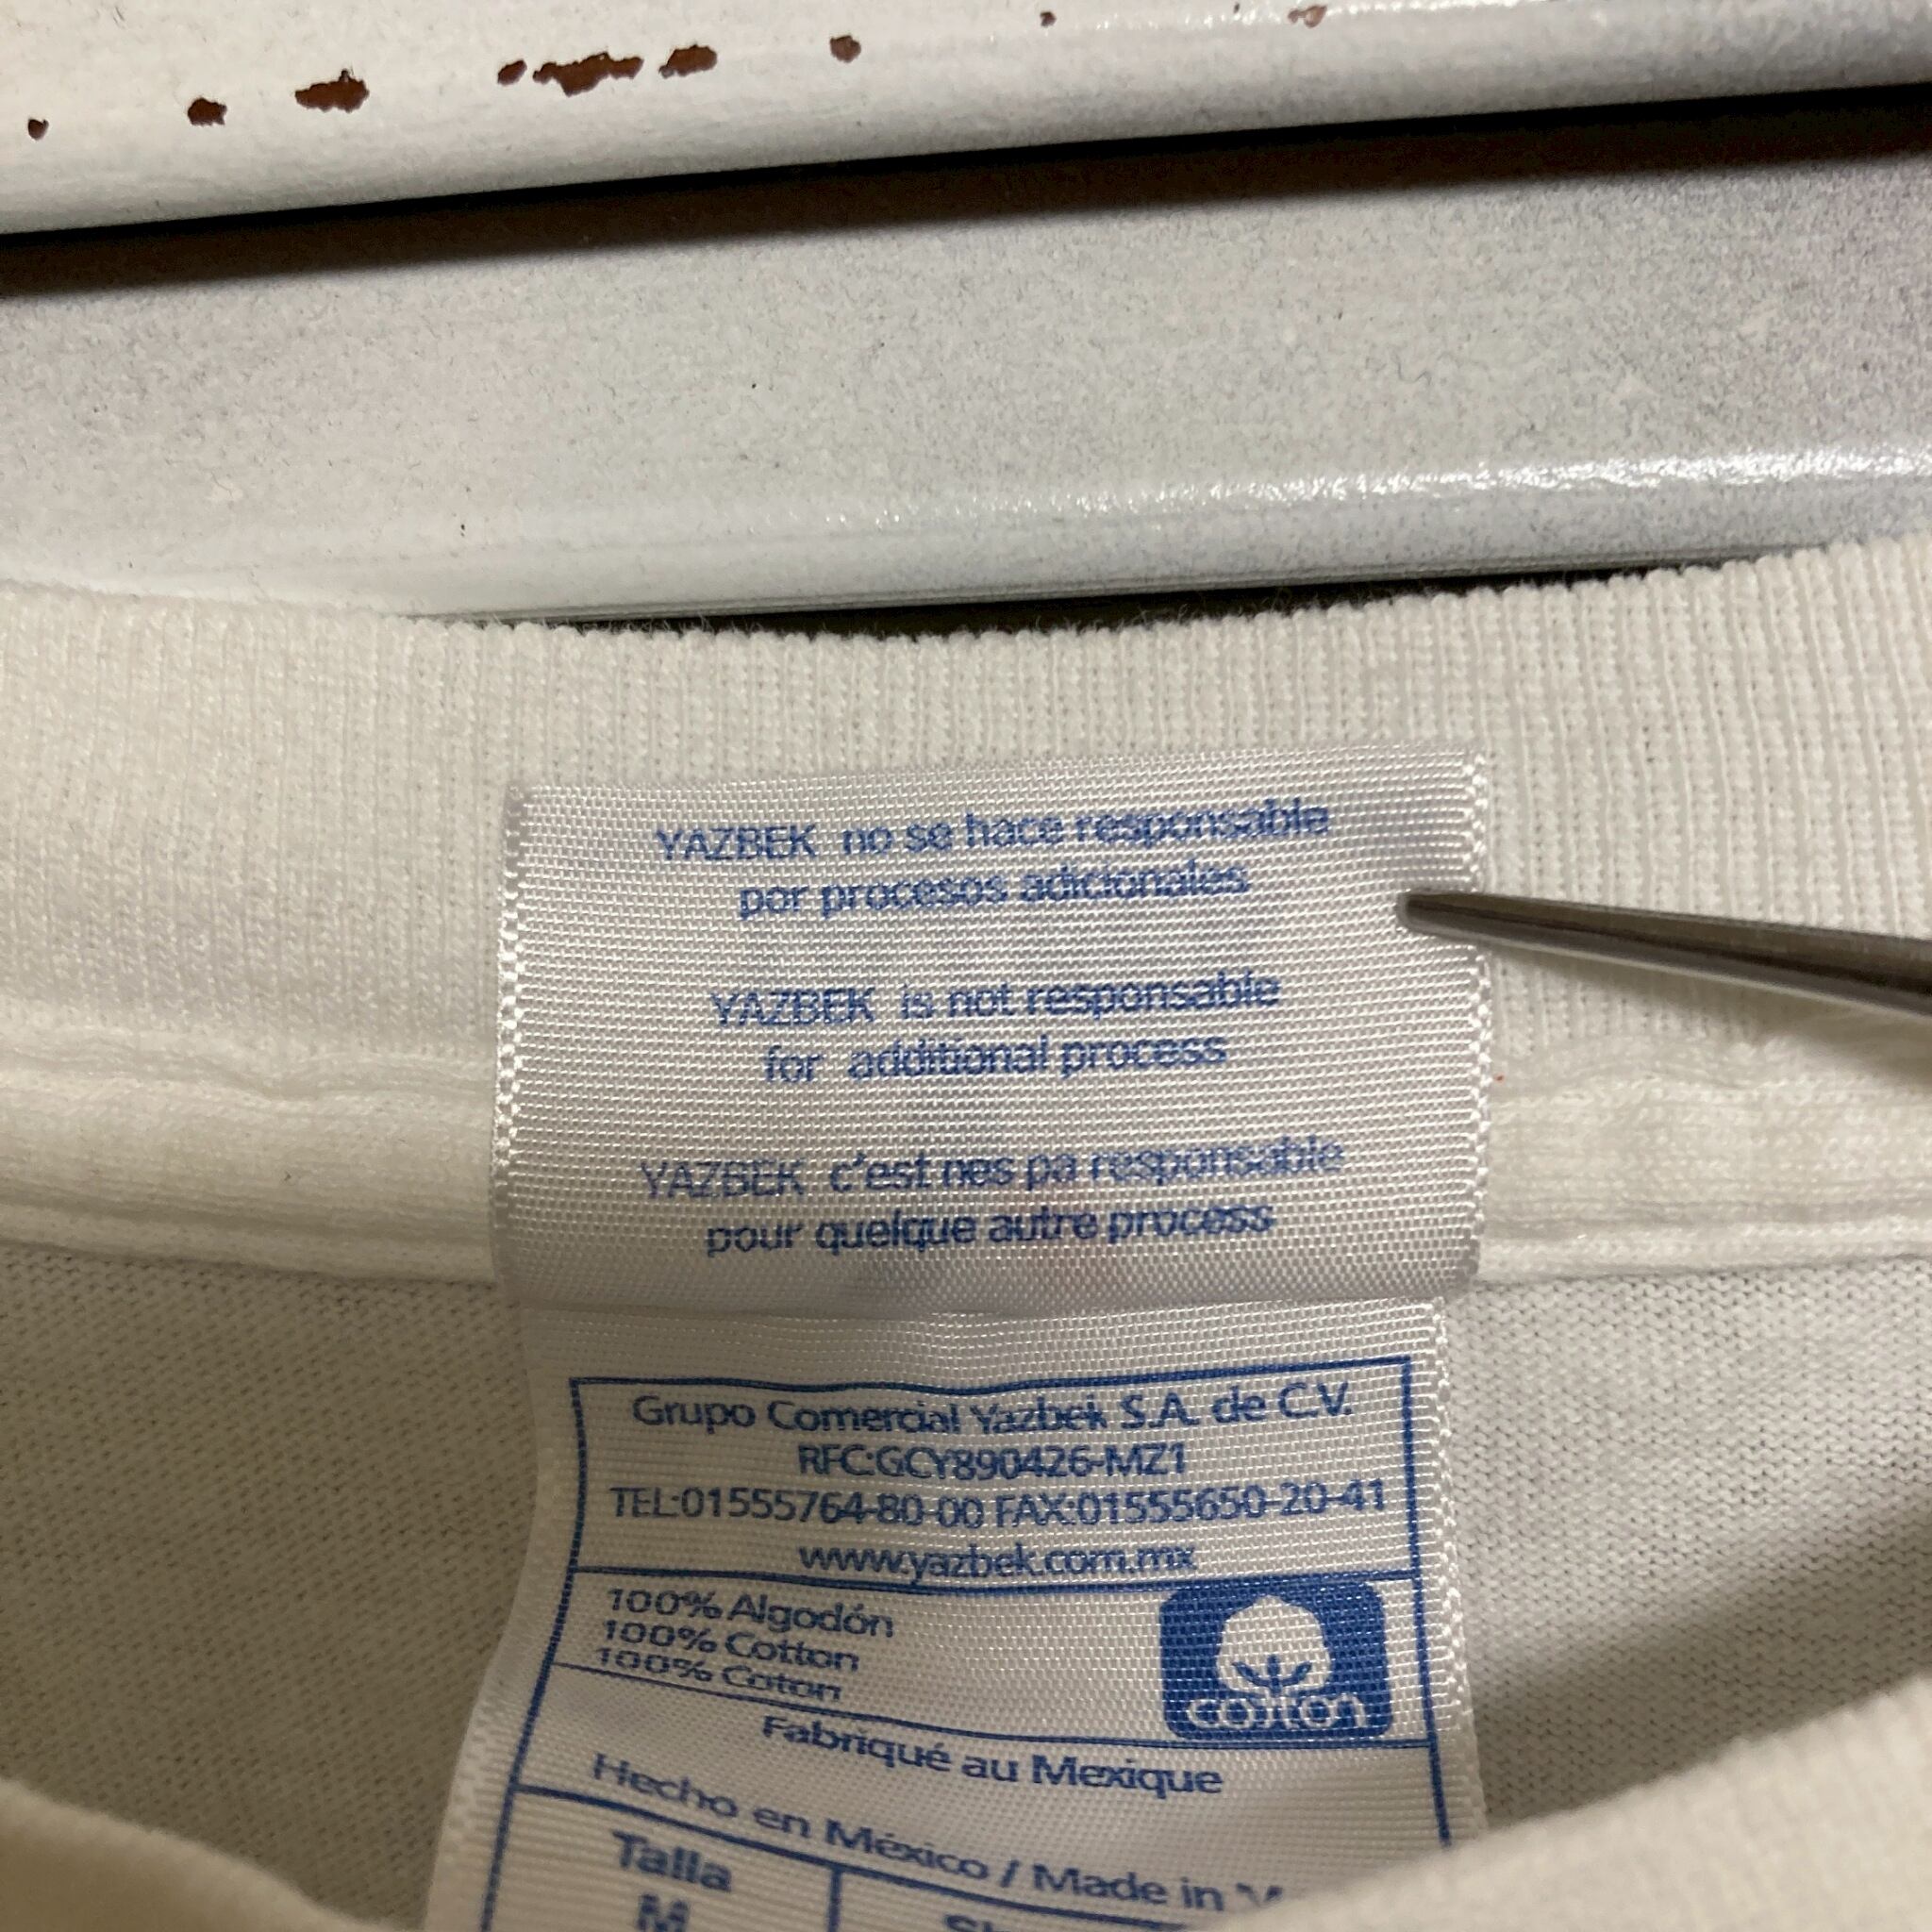 YAZBEK no se hace responsable
por procesos adicionales
YAZBEK is not responsable
for additional process
YAZBEK c'est nes pa responsable
pour quelque autre process
Grupo Comercial Yazbek S.A. de C.V.
RFC:GCY890426-MZ1
TEL:01555764-80-00 FAX:01555650-20-41
www.yazbek.com.mx
100% Algodón
100% Cotton
100% Coton
cotton
Fabriqué au Mexique
Hecho en México / Made in
Talla
M